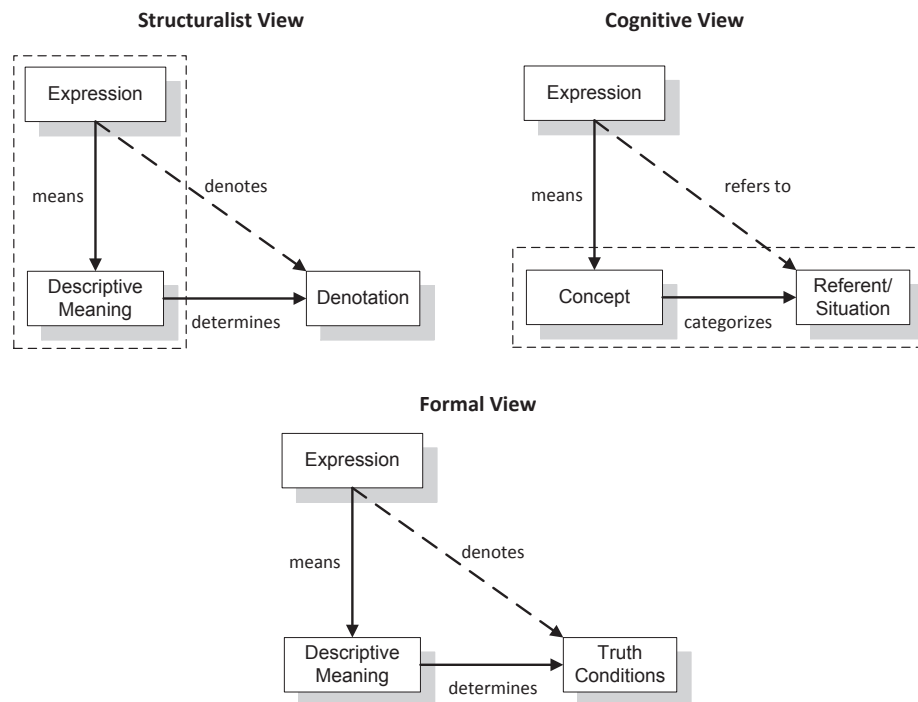 Structuralist View
Expression
means
denotes
Descriptive
Meaning
determines
Denotation
Cognitive View
Expression
means
refers to
Concept
categorizes
Referent/
Situation
Formal View
Expression
means
denotes
Descriptive
Meaning
determines
Truth
Conditions